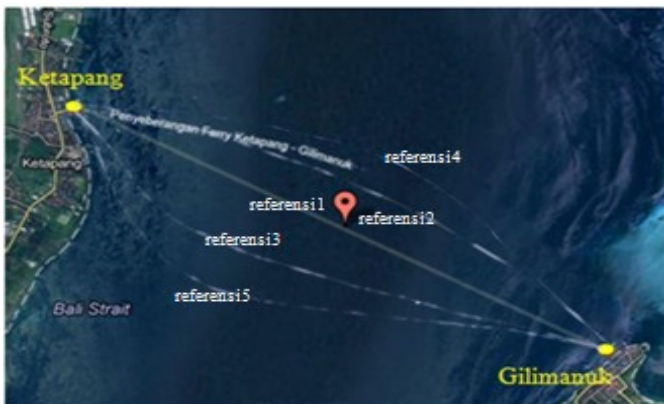 Ketapang
Penyeberangan Ferry Ketapang - Gilimanuk
referensi4
Ketapang
referensi1
referensi2
referensi3
referensi5
Bali Strait
Gilimanuk